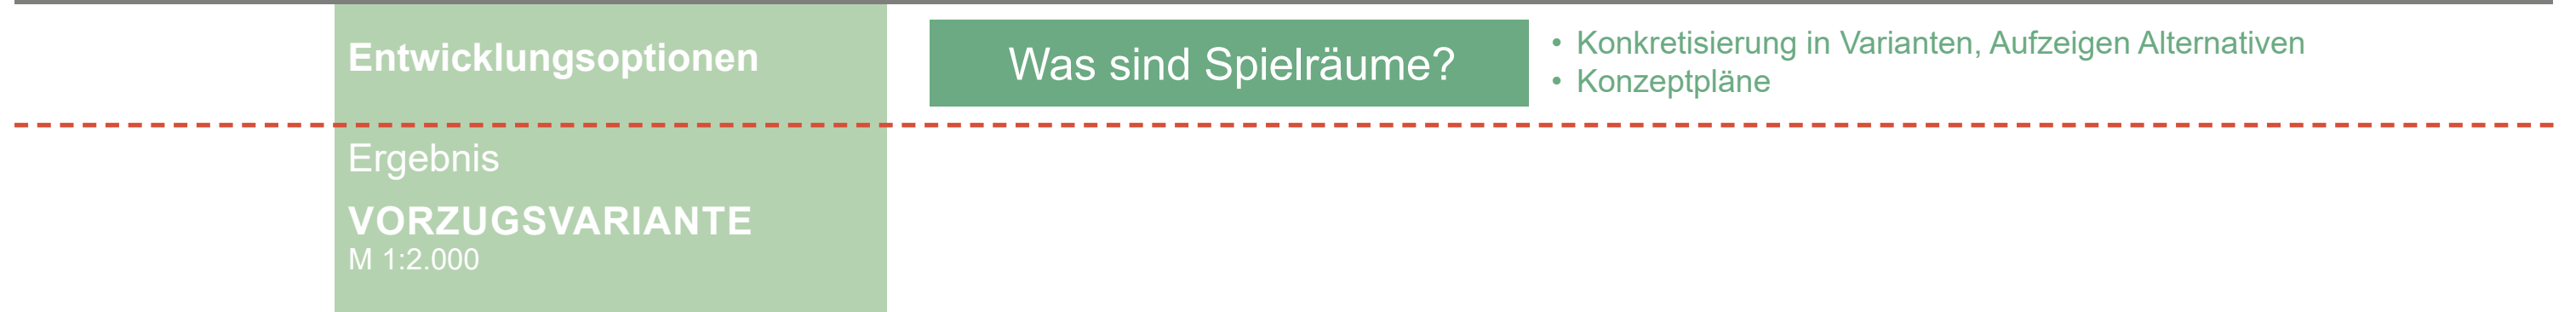 Entwicklungsoptionen
Was sind Spielräume?
• Konkretisierung in Varianten, Aufzeigen Alternativen
• Konzeptpläne
Ergebnis
VORZUGSVARIANTE
M 1:2.000